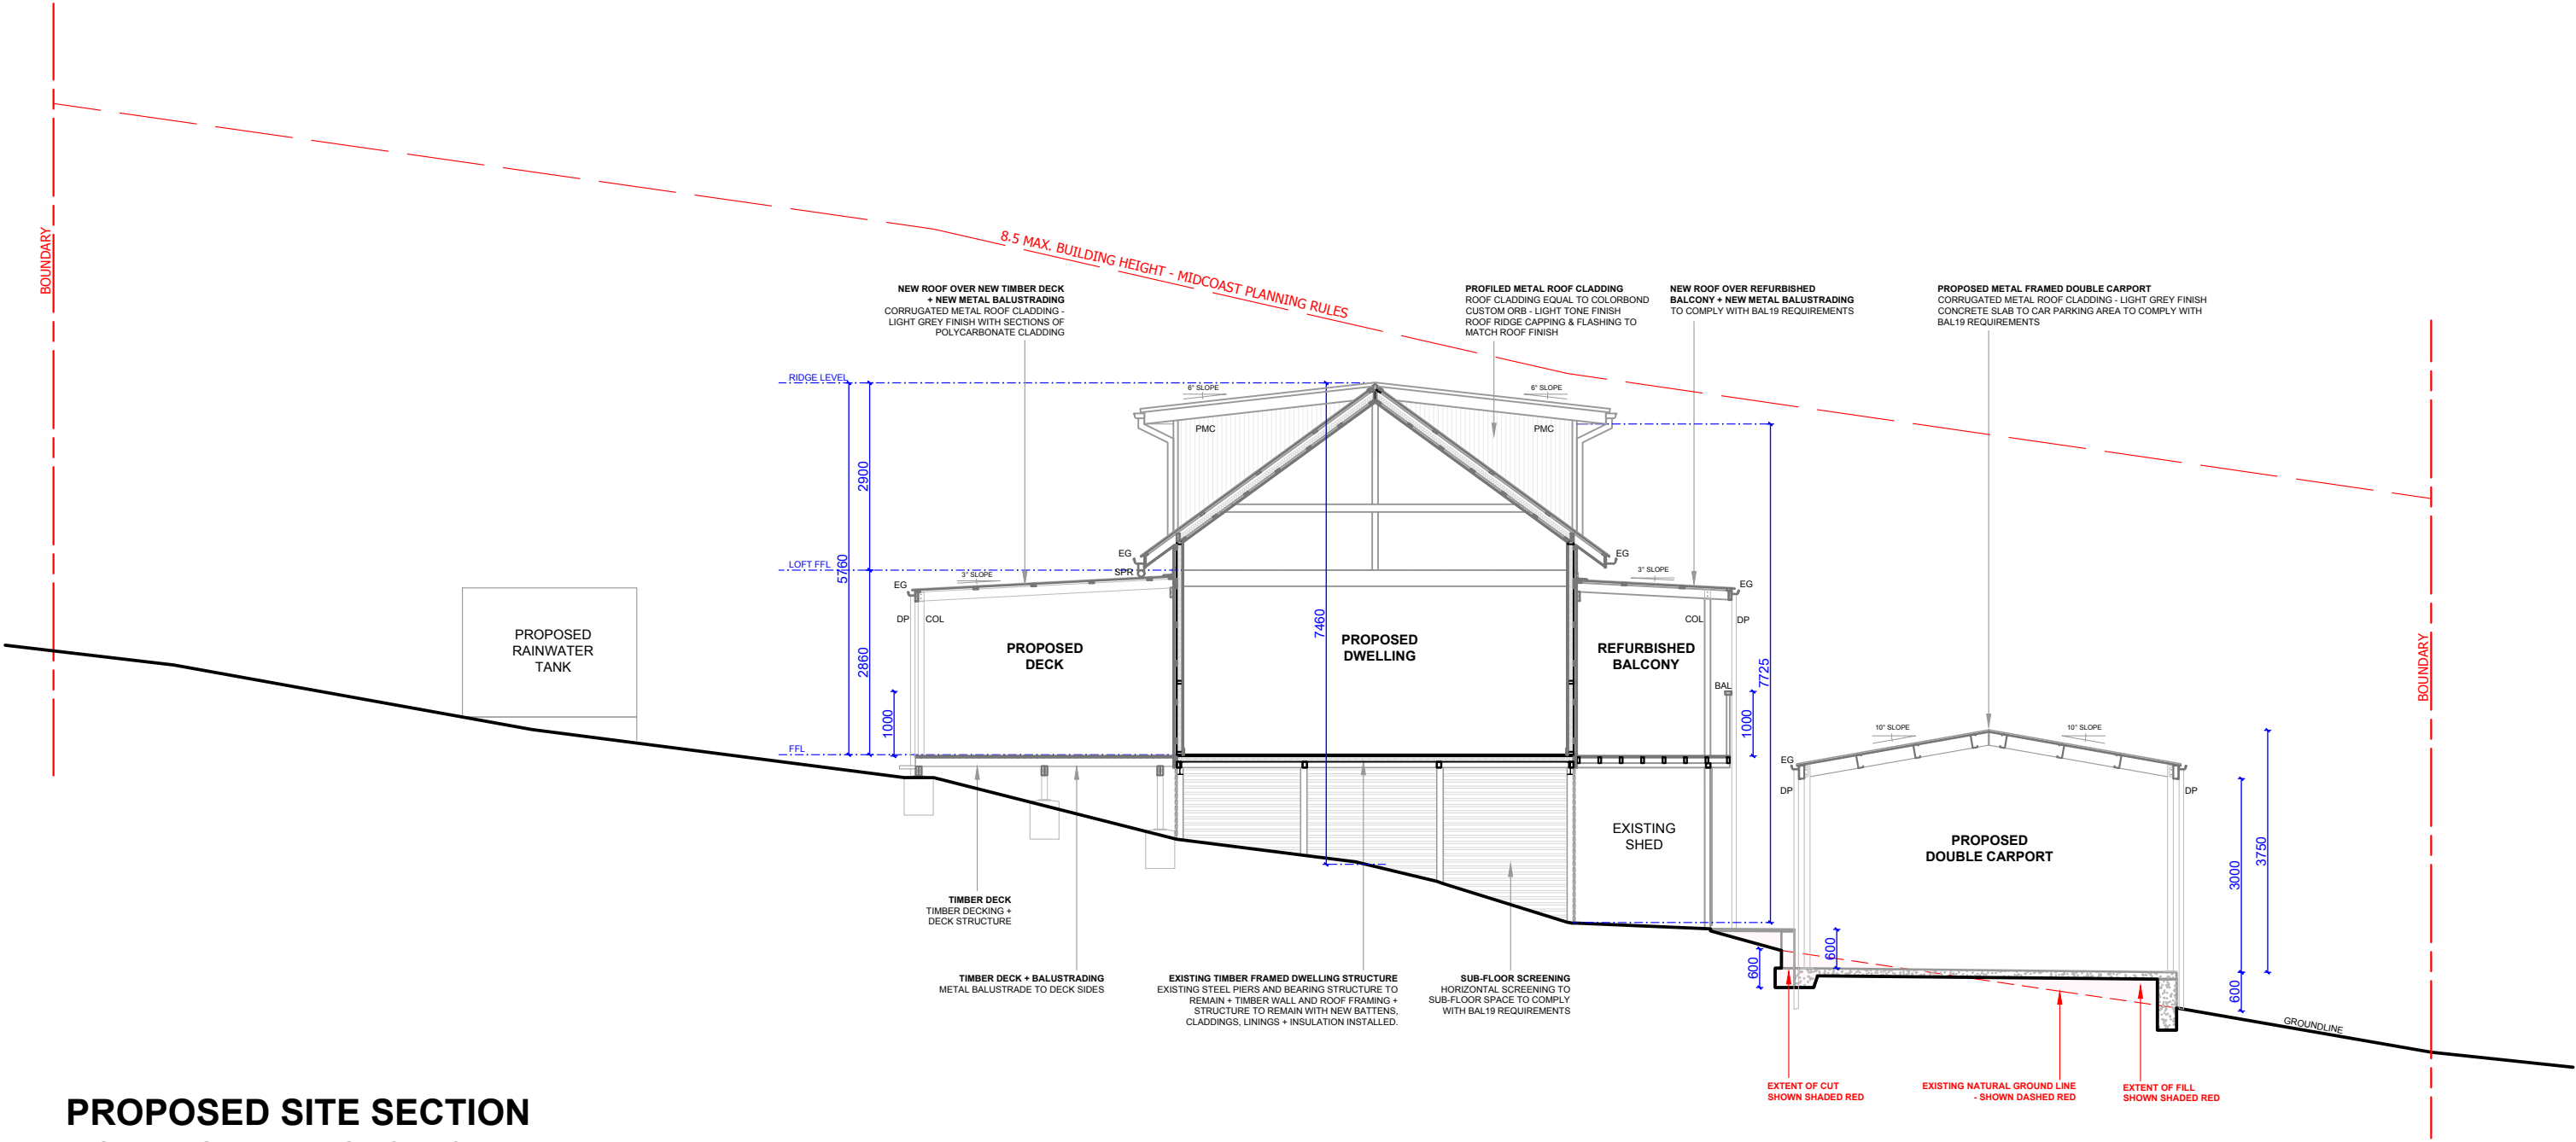 8.5 MAX. BUILDING HEIGHT - MIDCOAST PLANNING RULES
BOUNDARY
NEW ROOF OVER NEW TIMBER DECK
+ NEW METAL BALUSTRADING
CORRUGATED METAL ROOF CLADDING -
LIGHT GREY FINISH WITH SECTIONS OF
POLYCARBONATE CLADDING
PROFILED METAL ROOF CLADDING
ROOF CLADDING EQUAL TO COLORBOND
CUSTOM ORB - LIGHT TONE FINISH
ROOF RIDGE CAPPING & FLASHING TO
MATCH ROOF FINISH
NEW ROOF OVER REFURBISHED
BALCONY + NEW METAL BALUSTRADING
TO COMPLY WITH BAL19 REQUIREMENTS
PROPOSED METAL FRAMED DOUBLE CARPORT
CORRUGATED METAL ROOF CLADDING - LIGHT GREY FINISH
CONCRETE SLAB TO CAR PARKING AREA TO COMPLY WITH
BAL19 REQUIREMENTS
RIDGE LEVEL
6° SLOPE
6° SLOPE
PMC
PMC
2900
5760
LOFT FFL
EG
SPR
EG
3° SLOPE
3° SLOPE
EG
EG
DP
COL
COL
DP
PROPOSED
RAINWATER
TANK
PROPOSED
DECK
7460
PROPOSED
DWELLING
REFURBISHED
BALCONY
7725
BOUNDARY
2860
1000
BAL
1000
FFL
10° SLOPE
10° SLOPE
EG
DP
DP
EXISTING
SHED
PROPOSED
DOUBLE CARPORT
3000
3750
TIMBER DECK
TIMBER DECKING +
DECK STRUCTURE
600
600
600
TIMBER DECK + BALUSTRADING
METAL BALUSTRADE TO DECK SIDES
EXISTING TIMBER FRAMED DWELLING STRUCTURE
EXISTING STEEL PIERS AND BEARING STRUCTURE TO
REMAIN + TIMBER WALL AND ROOF FRAMING +
STRUCTURE TO REMAIN WITH NEW BATTENS,
CLADDINGS, LININGS + INSULATION INSTALLED.
SUB-FLOOR SCREENING
HORIZONTAL SCREENING TO
SUB-FLOOR SPACE TO COMPLY
WITH BAL19 REQUIREMENTS
GROUNDLINE
EXTENT OF CUT
SHOWN SHADED RED
EXISTING NATURAL GROUND LINE
- SHOWN DASHED RED
EXTENT OF FILL
SHOWN SHADED RED
PROPOSED SITE SECTION